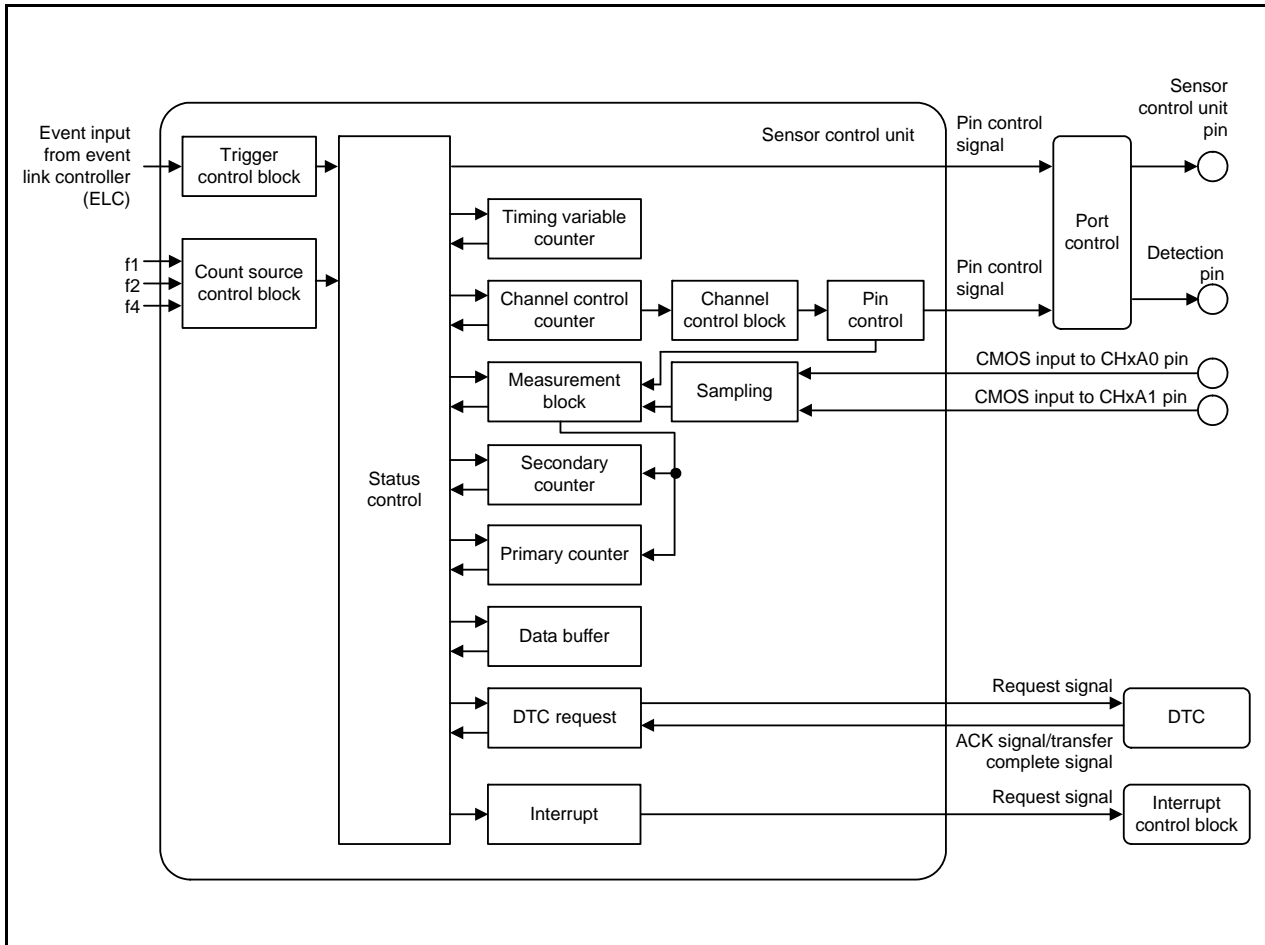 Event input
from event
link controller
(ELC)
Trigger
control block
f1
f2
f4
Count source
control block
Status
control
Sensor control unit
Timing variable
counter
Channel control
counter
Channel
control block
Pin
control
Measurement
block
Sampling
Secondary
counter
Primary counter
Data buffer
DTC request
Interrupt
Pin control
signal
Pin control
signal
Port
control
Sensor
control unit
pin
Detection
pin
CMOS input to CHxA0 pin
CMOS input to CHxA1 pin
Request signal
DTC
ACK signal/transfer
complete signal
Request signal
Interrupt
control block